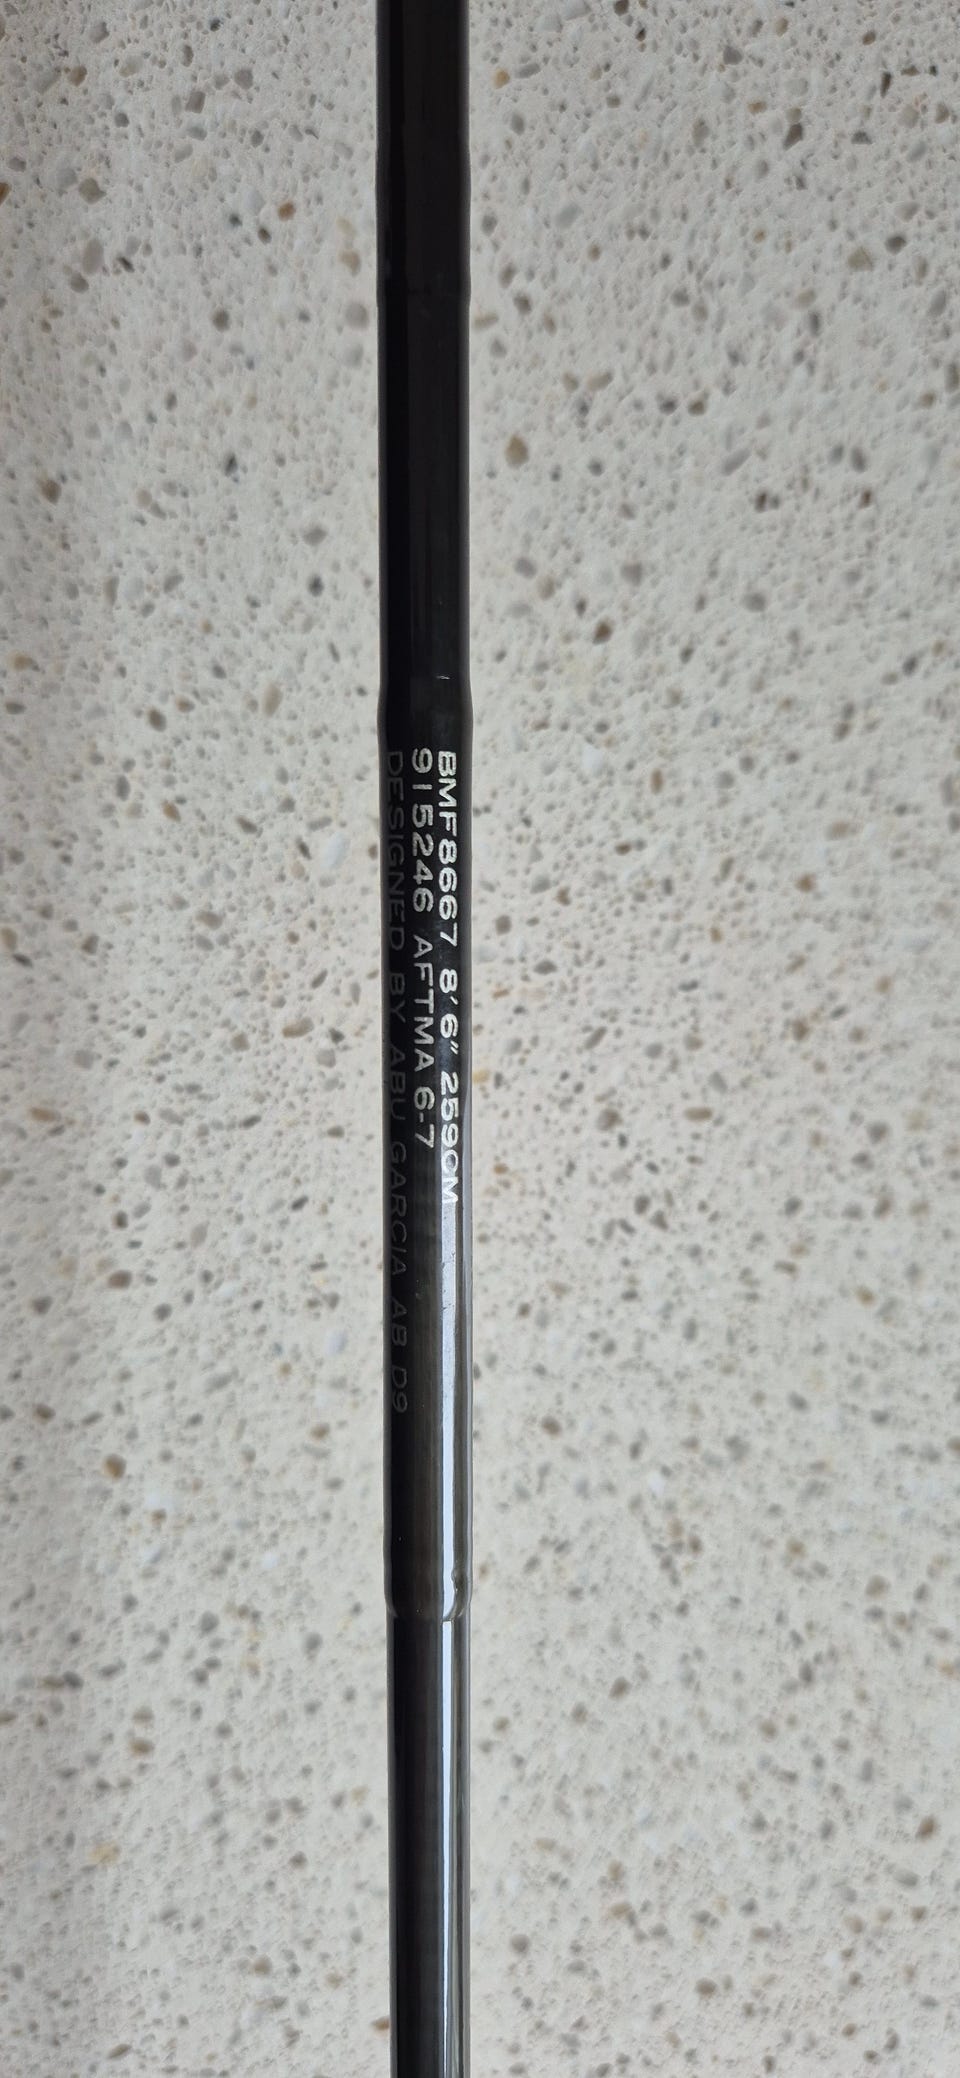 BMF8667 8'6" 259CM
915246 AFTMA 6-7
DESIGNED BY ABU GARCIA AB D9